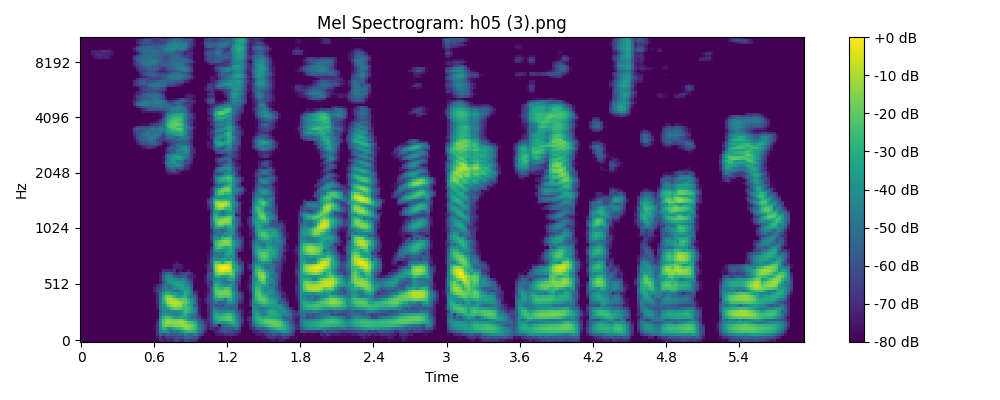 Mel Spectrogram: h05 (3).png
Hz
8192
4096
2048
1024
512
0
0
0.6
1.2
1.8
2.4
3
3.6
4.2
4.8
5.4
Time
+0 dB
-10 dB
-20 dB
-30 dB
-40 dB
-50 dB
-60 dB
-70 dB
-80 dB